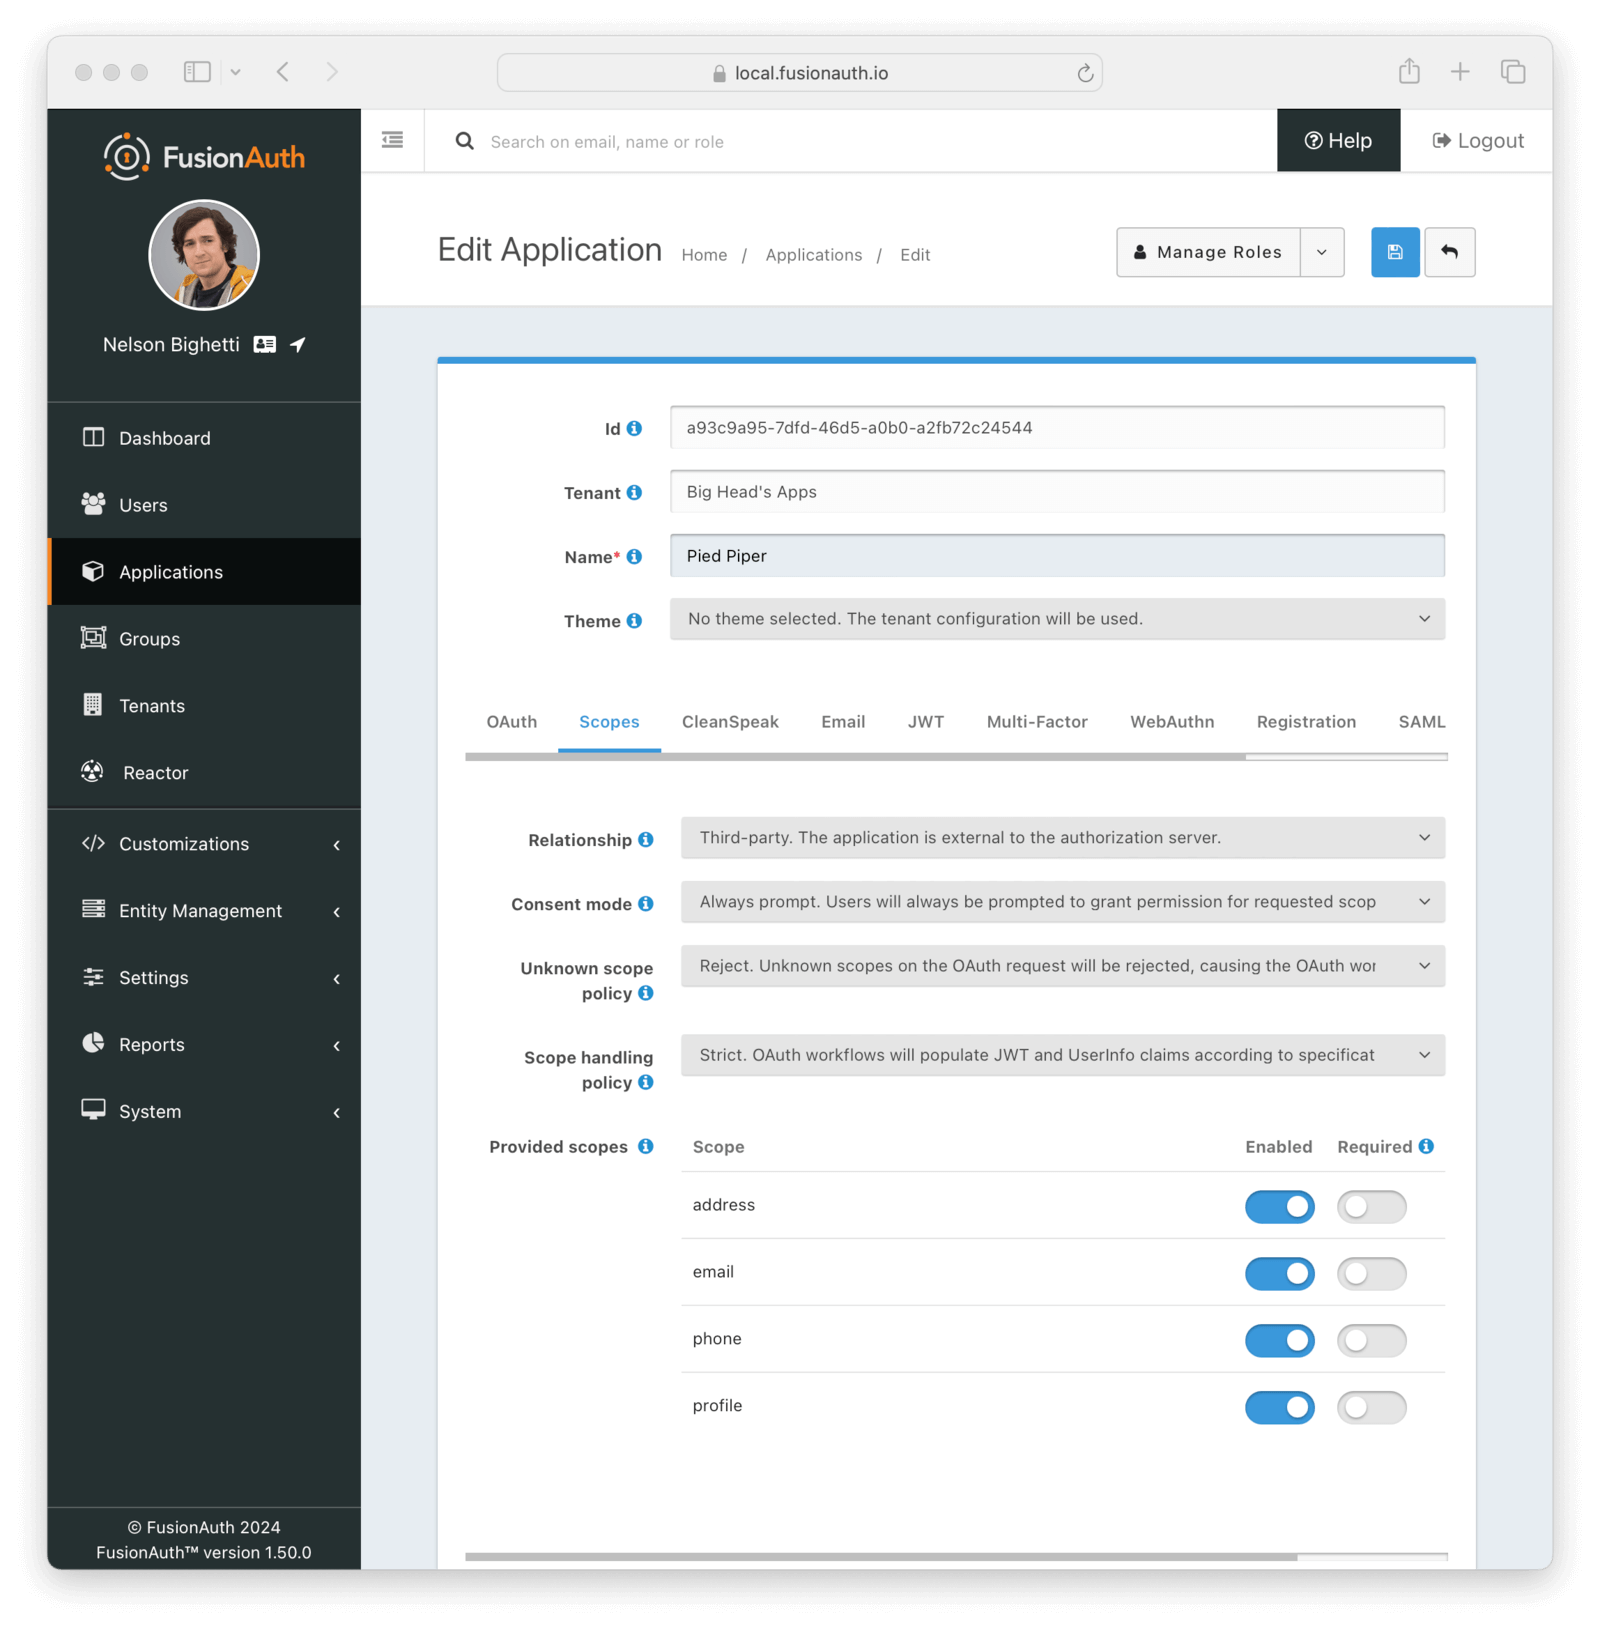 local.fusionauth.io
FusionAuth
Search on email, name or role
Help
Logout
Nelson Bighetti
Edit Application
Home / Applications / Edit
Manage Roles
Dashboard
Users
Applications
Groups
Tenants
Reactor
Customizations
Entity Management
Settings
Reports
System
© FusionAuth 2024
FusionAuth™ version 1.50.0
Id a93c9a95-7dfd-46d5-a0b0-a2fb72c24544
Tenant Big Head's Apps
Name* Pied Piper
Theme No theme selected. The tenant configuration will be used.
OAuth Scopes CleanSpeak Email JWT Multi-Factor WebAuthn Registration SAML
Relationship Third-party. The application is external to the authorization server.
Consent mode Always prompt. Users will always be prompted to grant permission for requested scop
Unknown scope policy Reject. Unknown scopes on the OAuth request will be rejected, causing the OAuth wor
Scope handling policy Strict. OAuth workflows will populate JWT and UserInfo claims according to specificat
Provided scopes Scope Enabled Required
address
email
phone
profile